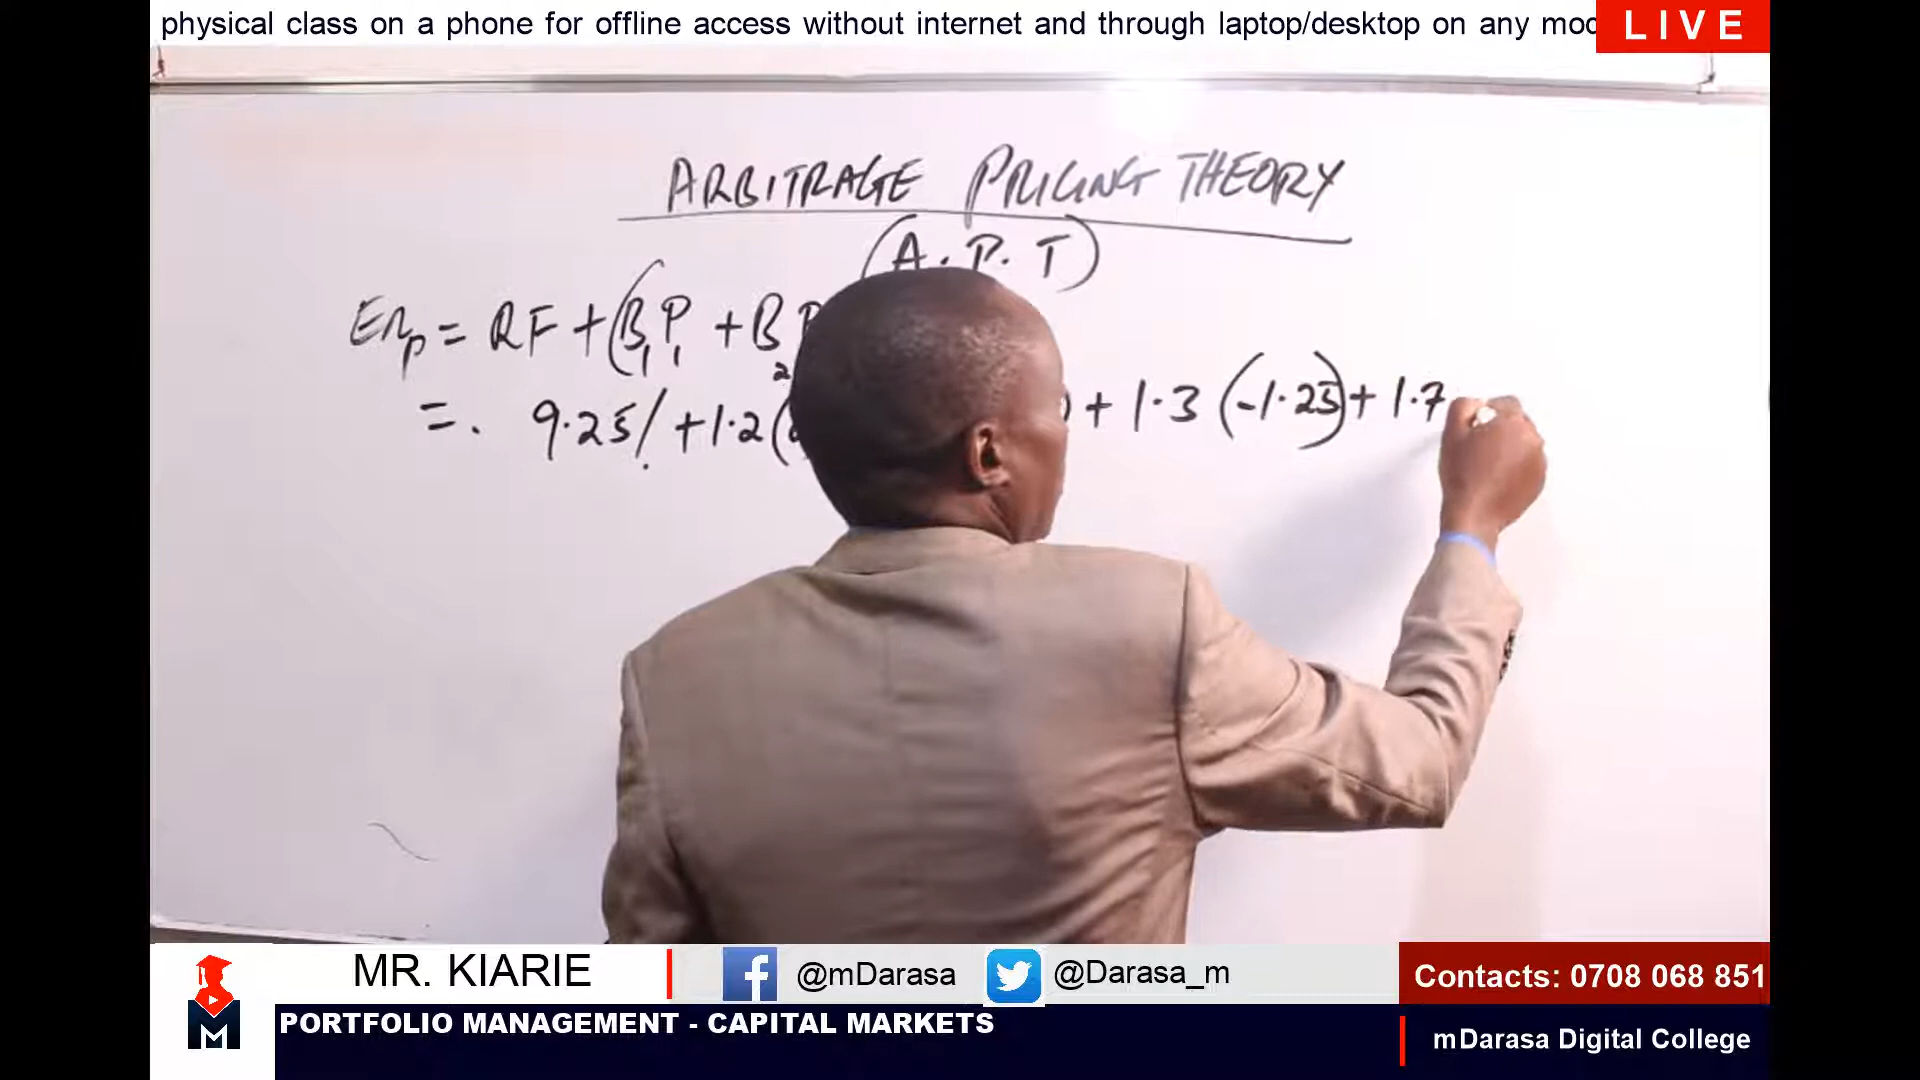 physical class on a phone for offline access without internet and through laptop/desktop on any mod
LIVE
ARBITRAGE PRICING THEORY
(A.P.T)
ERp = RF + (B1P1 + B2P
=. 9.25% + 1.2( ) + 1.3 (-1.25) + 1.7
MR. KIARIE
@mDarasa
@Darasa_m
Contacts: 0708 068 851
M
PORTFOLIO MANAGEMENT - CAPITAL MARKETS
mDarasa Digital College